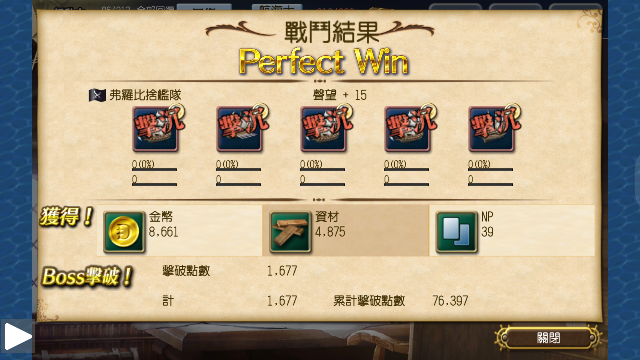 戰鬥結果
Perfect Win
弗羅比捨艦隊
聲望 + 15
擊沉 擊沉 擊沉 擊沉 擊沉
0(0%) 0(0%) 0(0%) 0(0%) 0(0%)
0 0 0 0 0
獲得！
金幣
8.661
資材
4.875
NP
39
Boss擊破！
擊破點數 1.677
計 1.677 累計擊破點數 76.397
關閉